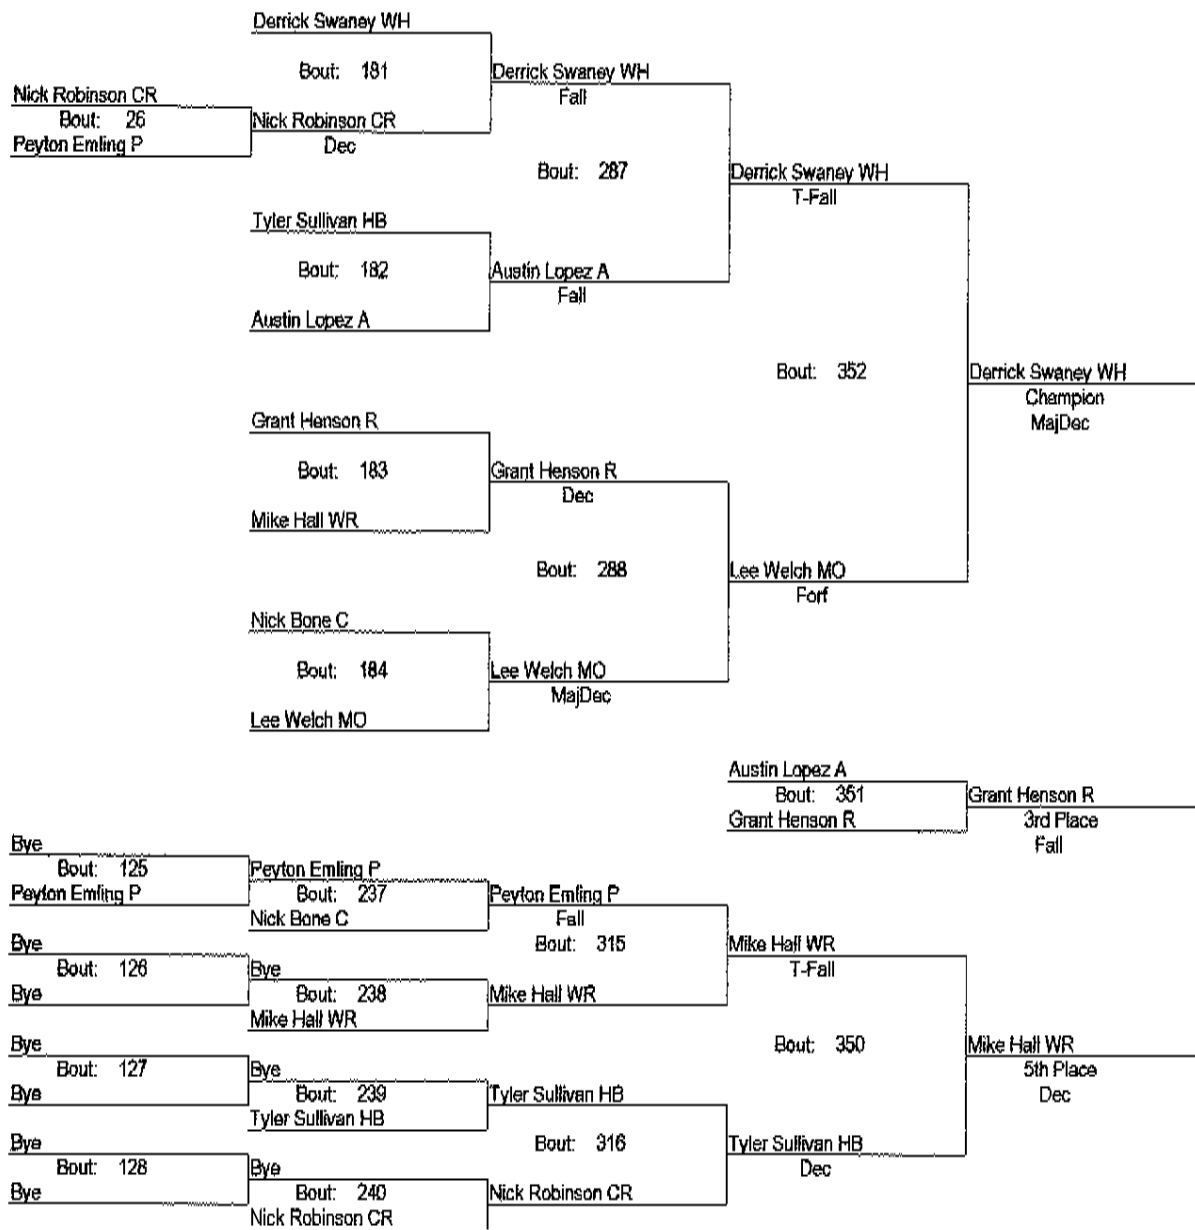 Derrick Swaney WH
Bout: 181
Derrick Swaney WH
Fall
Nick Robinson CR
Bout: 26
Nick Robinson CR
Dec
Peyton Emling P
Bout: 287
Derrick Swaney WH
T-Fall
Tyler Sullivan HB
Bout: 182
Austin Lopez A
Fall
Austin Lopez A
Bout: 352
Derrick Swaney WH
Champion
MajDec
Grant Henson R
Bout: 183
Grant Henson R
Dec
Mike Hall WR
Bout: 288
Lee Welch MO
Forf
Nick Bone C
Bout: 184
Lee Welch MO
MajDec
Lee Welch MO
Austin Lopez A
Bout: 351
Grant Henson R
3rd Place
Fall
Grant Henson R
Bye
Bout: 125
Peyton Emling P
Peyton Emling P
Bout: 237
Nick Bone C
Peyton Emling P
Fall
Bout: 315
Mike Hall WR
T-Fall
Bye
Bout: 126
Bye
Bye
Bout: 238
Mike Hall WR
Mike Hall WR
Bout: 350
Mike Hall WR
5th Place
Dec
Bye
Bout: 127
Bye
Bye
Bout: 239
Tyler Sullivan HB
Tyler Sullivan HB
Bout: 316
Tyler Sullivan HB
Dec
Bye
Bout: 128
Bye
Bye
Bout: 240
Nick Robinson CR
Nick Robinson CR